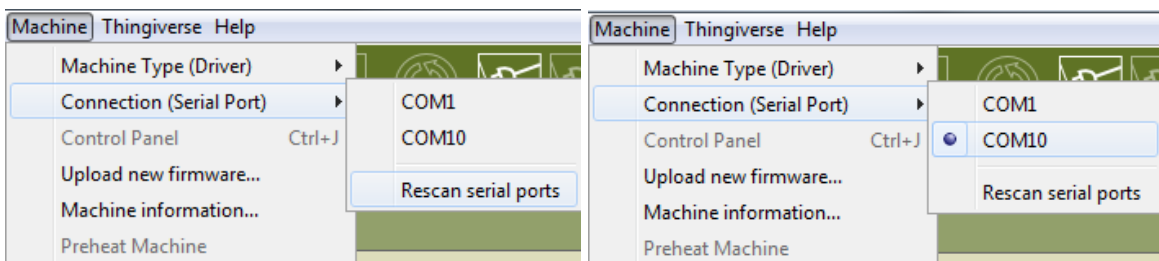 Machine Thingiverse Help
Machine Type (Driver)
Connection (Serial Port)
Control Panel Ctrl+J
Upload new firmware...
Machine information...
Preheat Machine
COM1
COM10
Rescan serial ports
Machine Thingiverse Help
Machine Type (Driver)
Connection (Serial Port)
Control Panel Ctrl+J
Upload new firmware...
Machine information...
Preheat Machine
COM1
COM10
Rescan serial ports